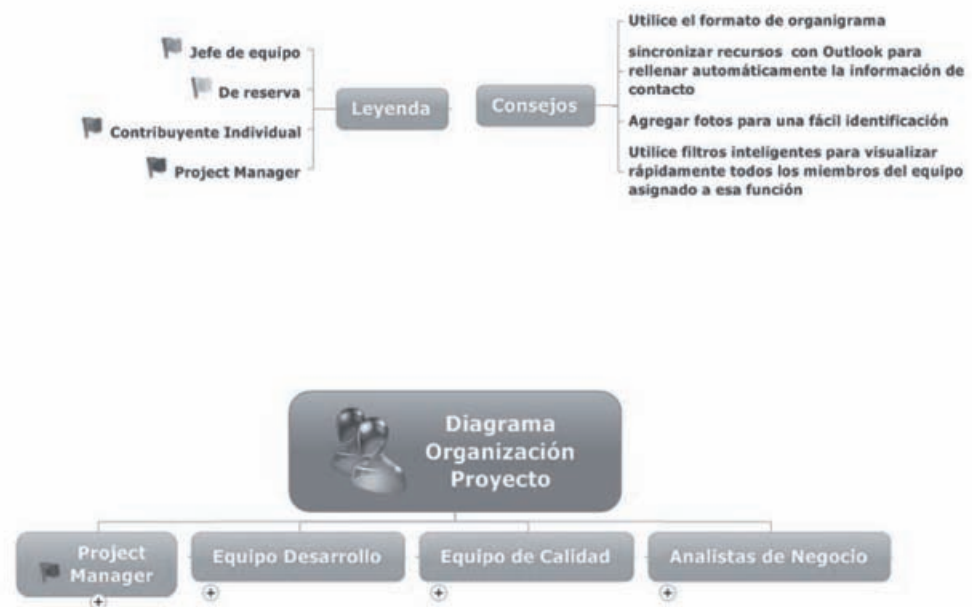 Jefe de equipo
De reserva
Contribuyente Individual
Project Manager
Leyenda
Consejos
Utilice el formato de organigrama
sincronizar recursos con Outlook para
rellenar automáticamente la información de
contacto
Agregar fotos para una fácil identificación
Utilice filtros inteligentes para visualizar
rápidamente todos los miembros del equipo
asignado a esa función
Diagrama
Organización
Proyecto
Project
Manager
Equipo Desarrollo
Equipo de Calidad
Analistas de Negocio